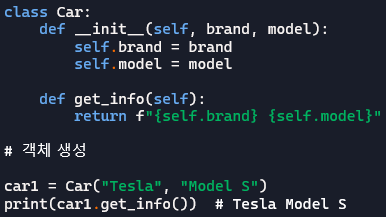 class Car:
    def __init__(self, brand, model):
        self.brand = brand
        self.model = model

    def get_info(self):
        return f"{self.brand} {self.model}"

# 객체 생성

car1 = Car("Tesla", "Model S")
print(car1.get_info())  # Tesla Model S